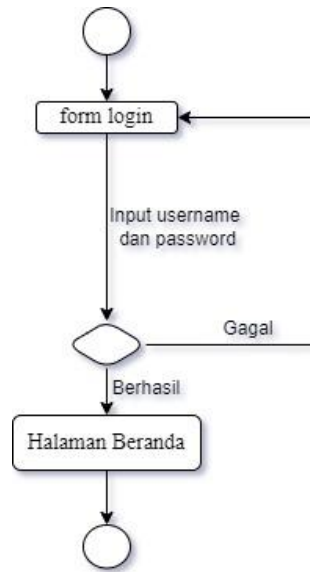 form login
Input username
dan password
Gagal
Berhasil
Halaman Beranda